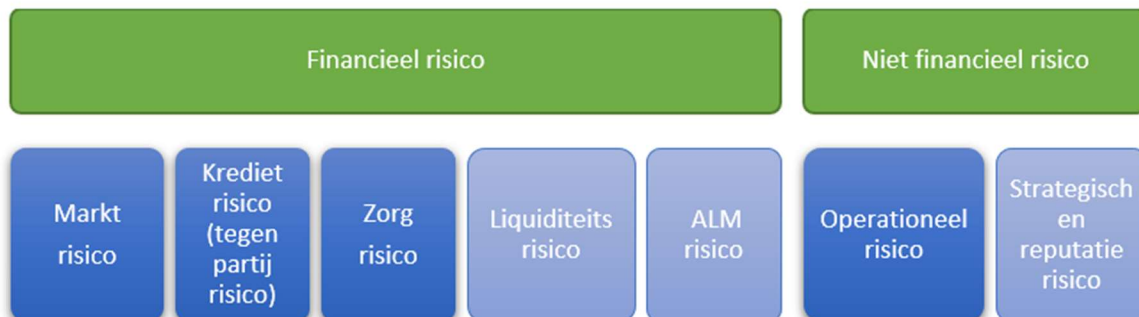 Financieel risico
Niet financieel risico
Markt
risico
Krediet
risico
(tegen
partij
risico)
Zorg
risico
Liquiditeits
risico
ALM
risico
Operationeel
risico
Strategisch
en
reputatie
risico